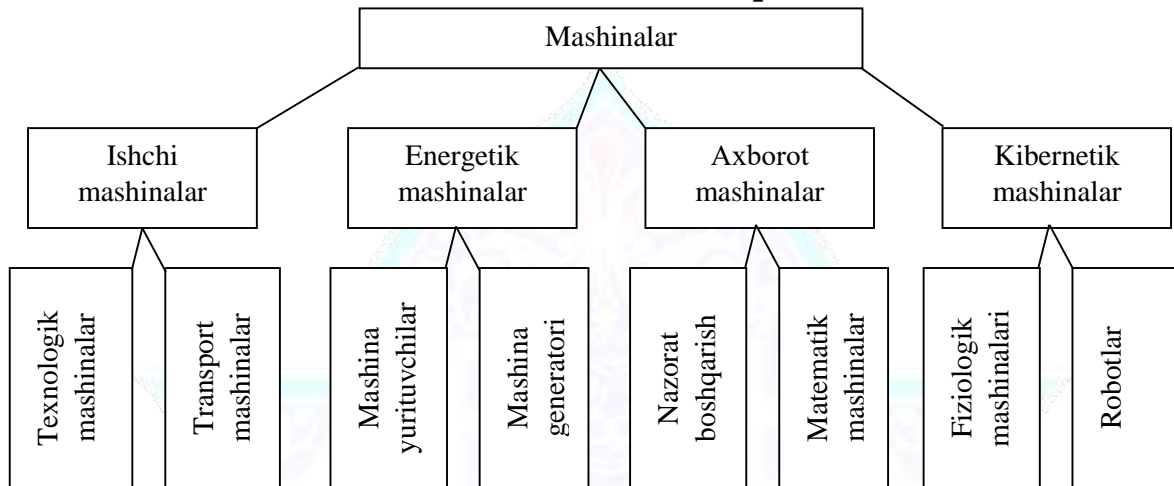 Mashinalar
Ishchi
mashinalar
Energetik
mashinalar
Axborot
mashinalar
Kibernetik
mashinalar
Texnologik
mashinalar
Transport
mashinalar
Mashina
yurituvchilar
Mashina
generatori
Nazorat
boshqarish
Matematik
mashinalar
Fiziologik
mashinalari
Robotlar